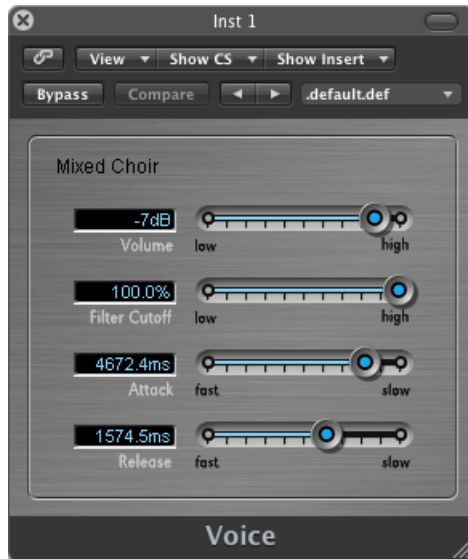 Inst 1
View Show CS Show Insert
Bypass Compare .default.def
Mixed Choir
-7dB
Volume low high
100.0%
Filter Cutoff low high
4672.4ms
Attack fast slow
1574.5ms
Release fast slow
Voice